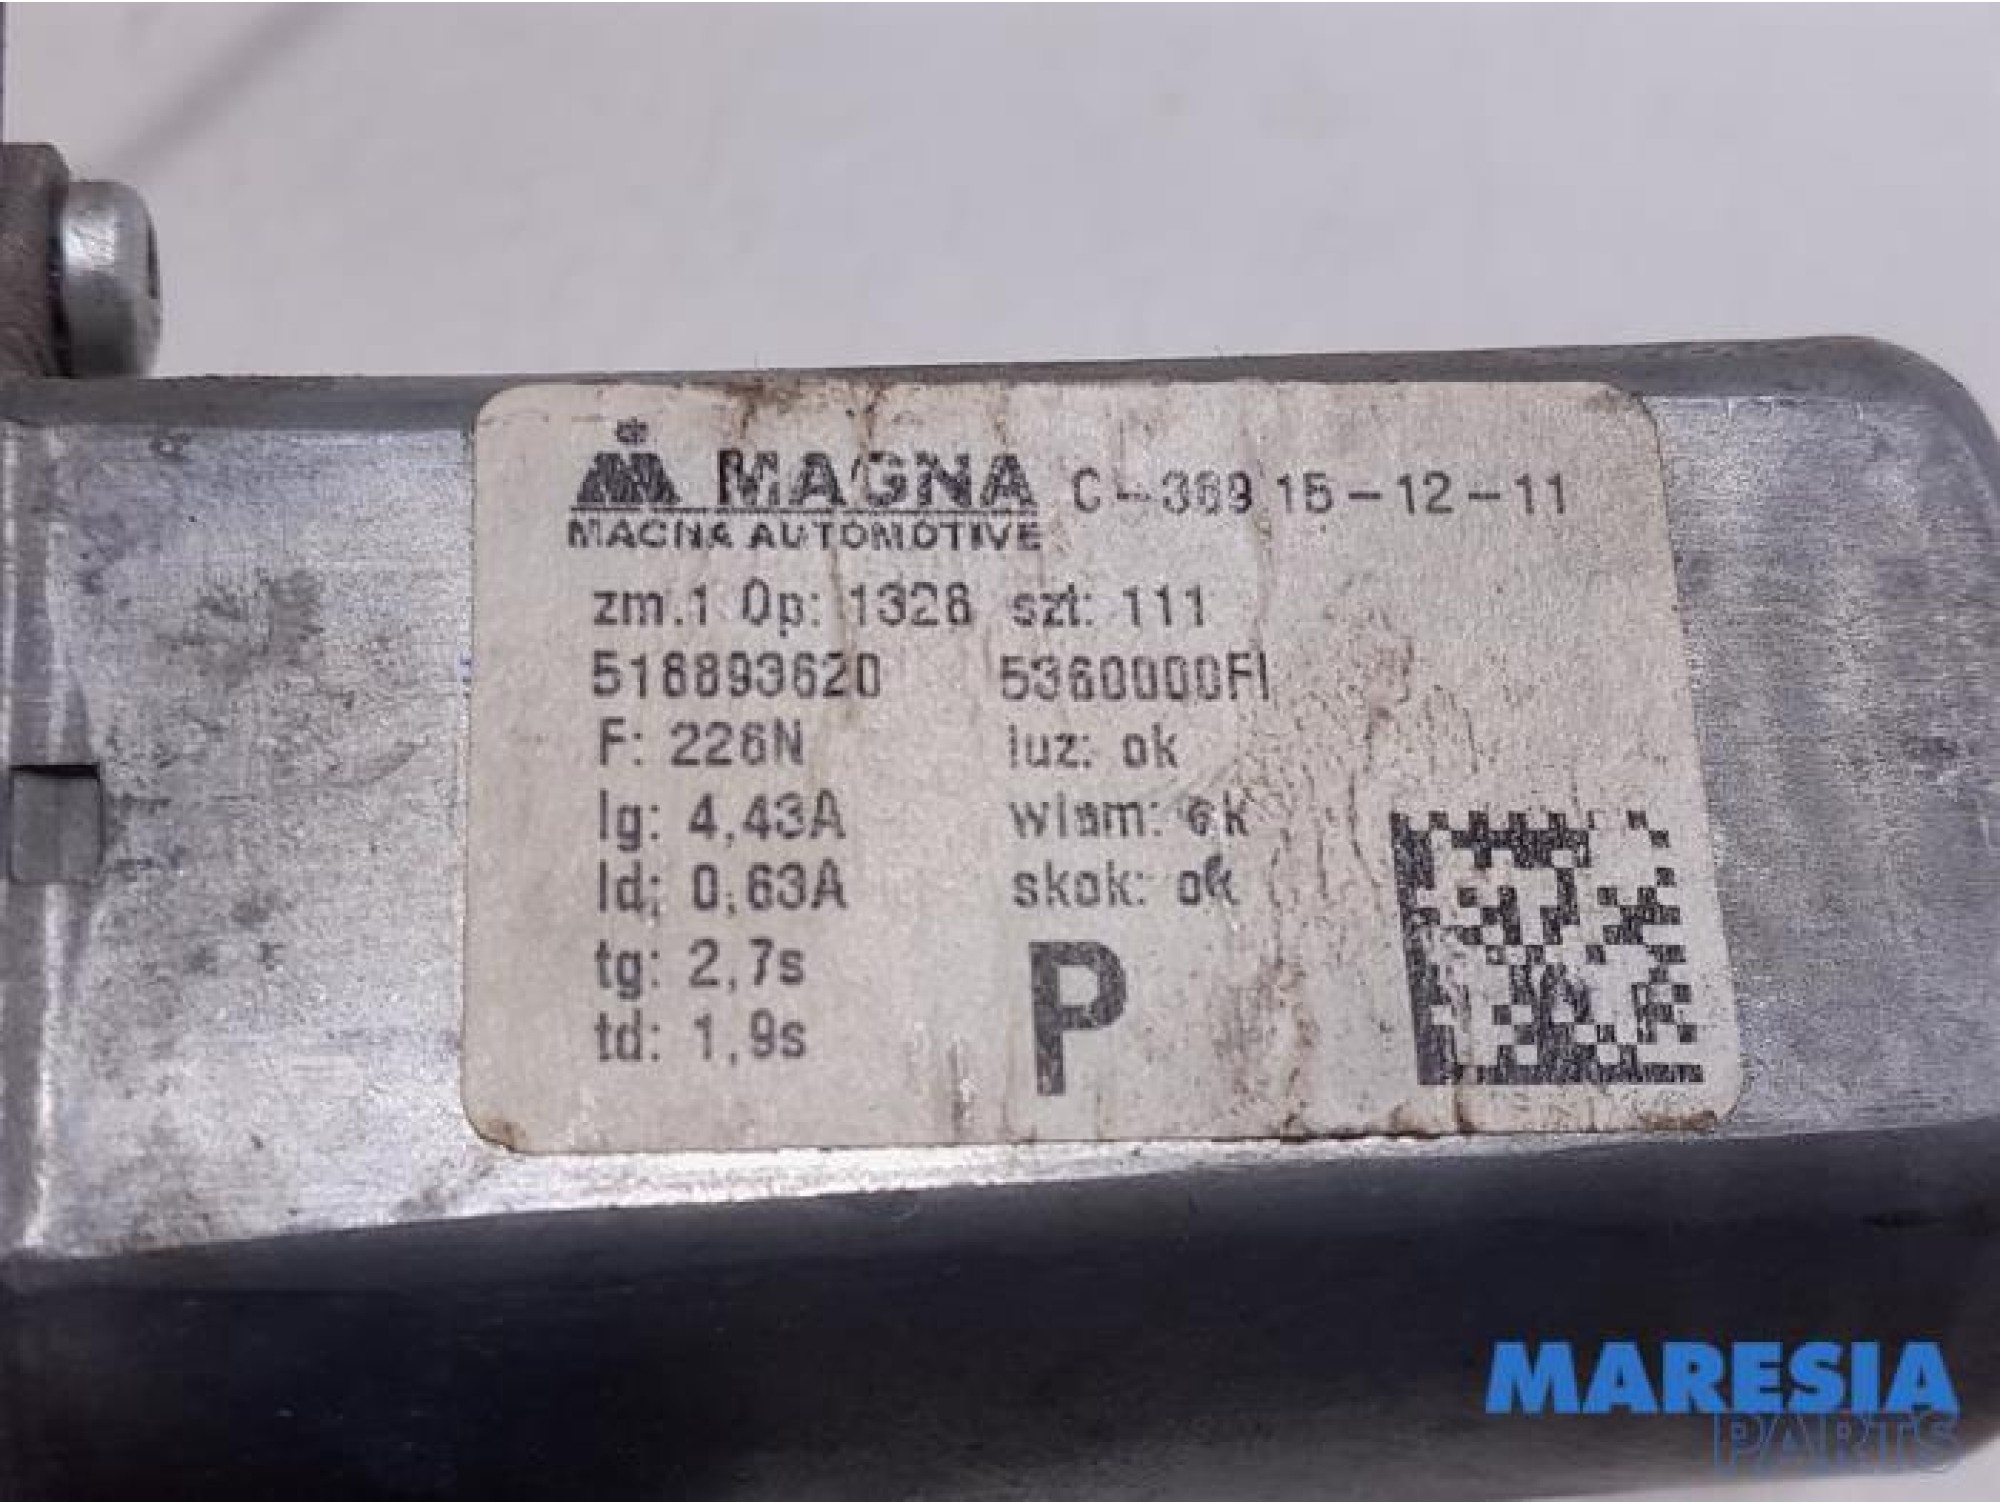 MAGNA C-369 15-12-11
MAGNA AUTOMOTIVE
zm.1 Op: 1326 szt: 111
518893620 5360000FI
F: 226N luz: ok
Ig: 4,43A wlam: ok
Id: 0,63A skok: ok
tg: 2,7s
td: 1,9s
P
MARESIA
PARTS